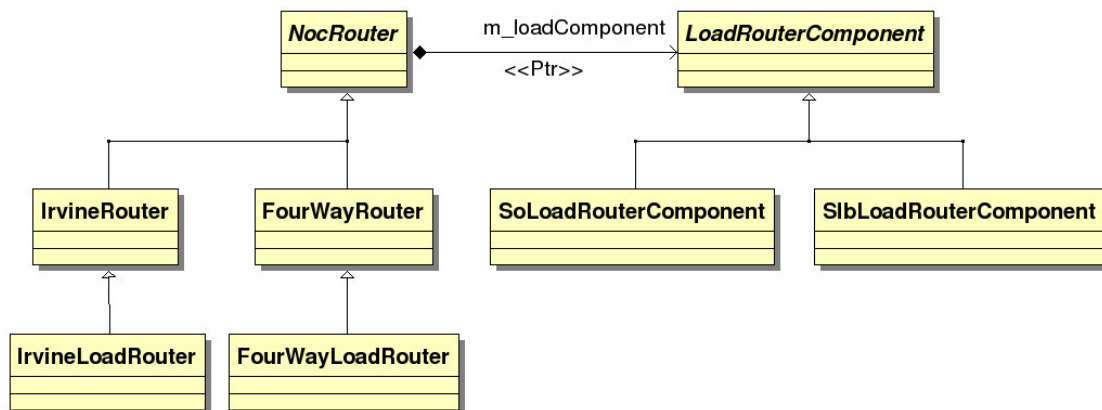 NocRouter
m_loadComponent
<<Ptr>>
LoadRouterComponent
IrvineRouter
FourWayRouter
SoLoadRouterComponent
SlbLoadRouterComponent
IrvineLoadRouter
FourWayLoadRouter